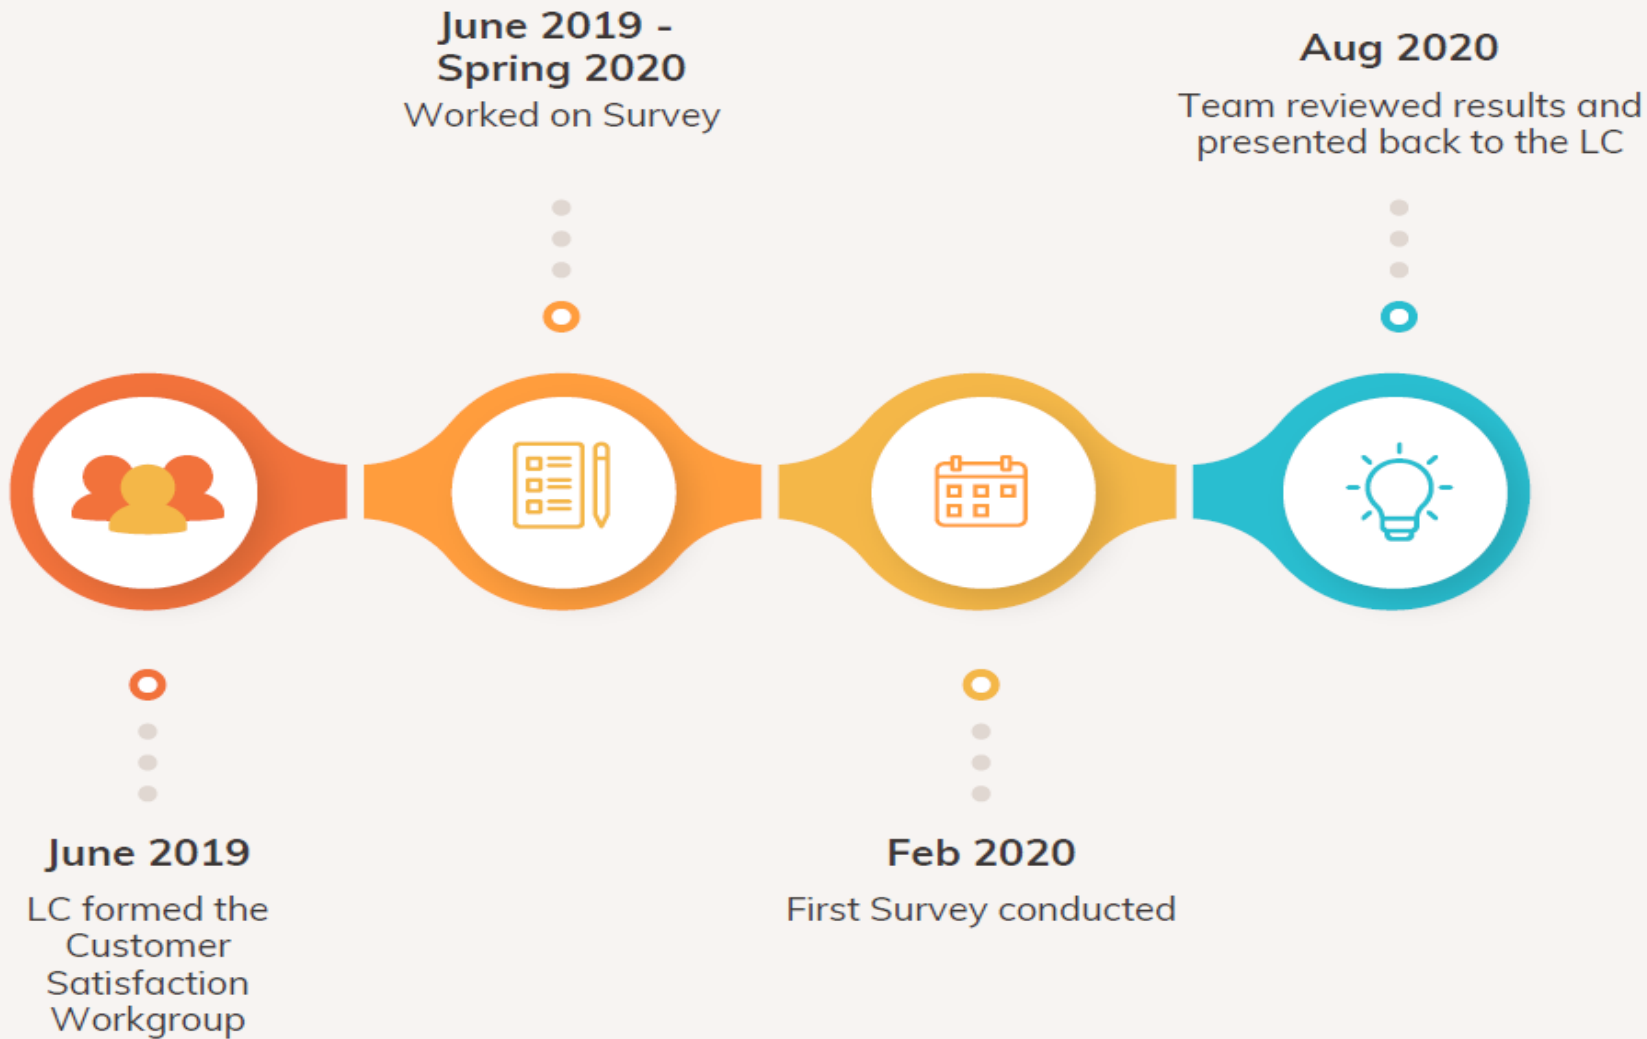 June 2019
LC formed the
Customer
Satisfaction
Workgroup
June 2019 -
Spring 2020
Worked on Survey
Feb 2020
First Survey conducted
Aug 2020
Team reviewed results and
presented back to the LC